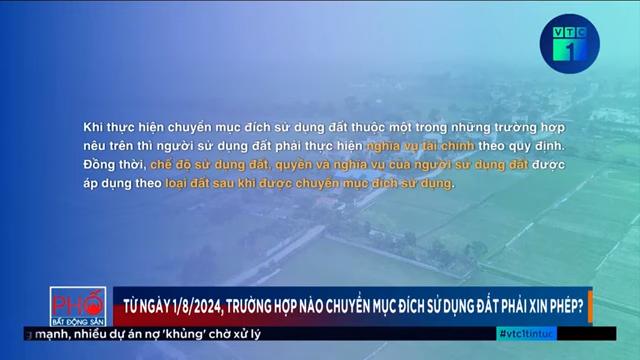 VTC
1
Khi thực hiện chuyển mục đích sử dụng đất thuộc một trong những trường hợp
nêu trên thì người sử dụng đất phải thực hiện nghĩa vụ tài chính theo quy định.
Đồng thời, chế độ sử dụng đất, quyền và nghĩa vụ của người sử dụng đất được
áp dụng theo loại đất sau khi được chuyển mục đích sử dụng.
PHỐ
BẤT ĐỘNG SẢN
TỪ NGÀY 1/8/2024, TRƯỜNG HỢP NÀO CHUYỂN MỤC ĐÍCH SỬ DỤNG ĐẤT PHẢI XIN PHÉP?
g mạnh, nhiều dự án nợ 'khủng' chờ xử lý
#vtc1tintuc